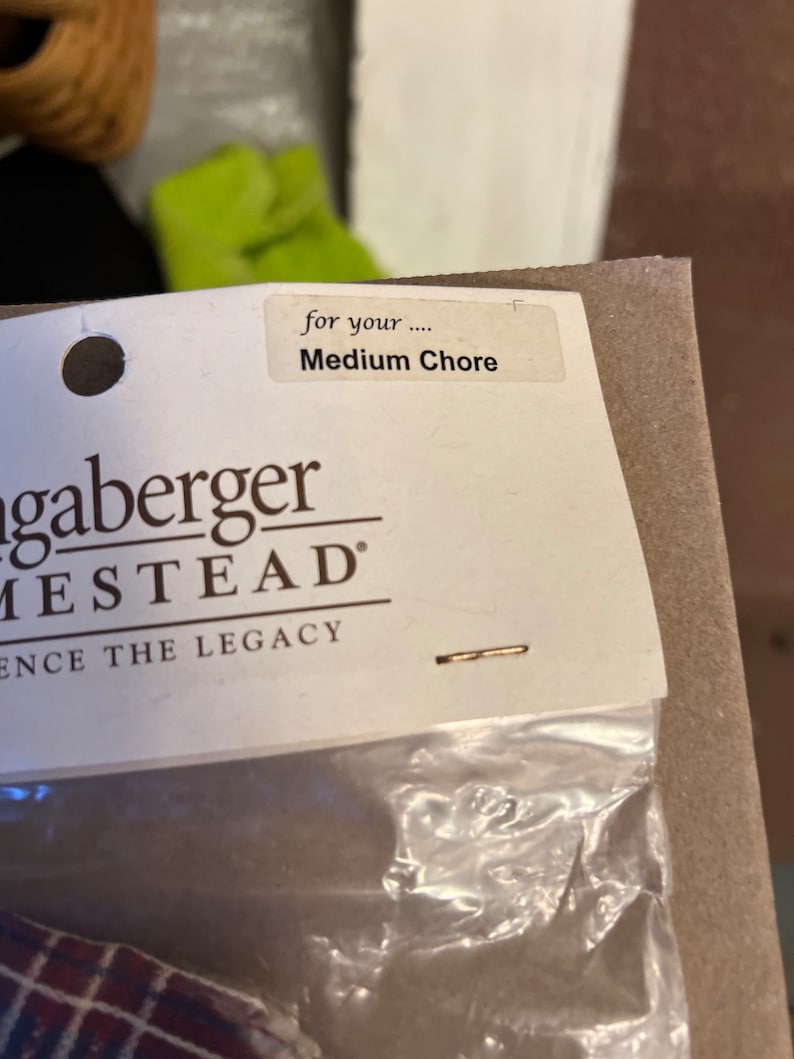 for your ....
Medium Chore
gaberger
MESTEAD®
ENCE THE LEGACY